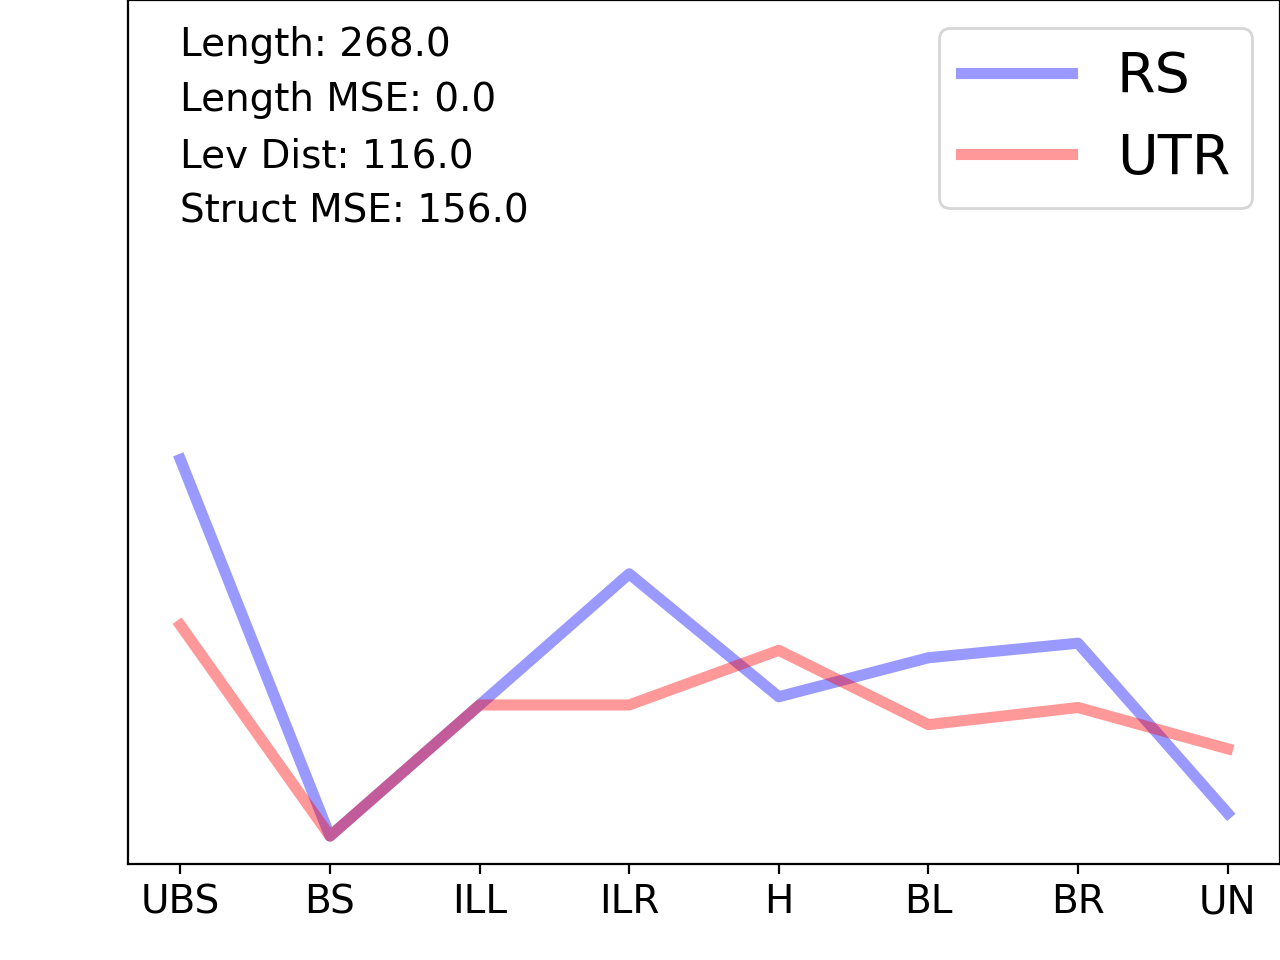 Length: 268.0
Length MSE: 0.0
Lev Dist: 116.0
Struct MSE: 156.0
RS
UTR
UBS BS ILL ILR H BL BR UN